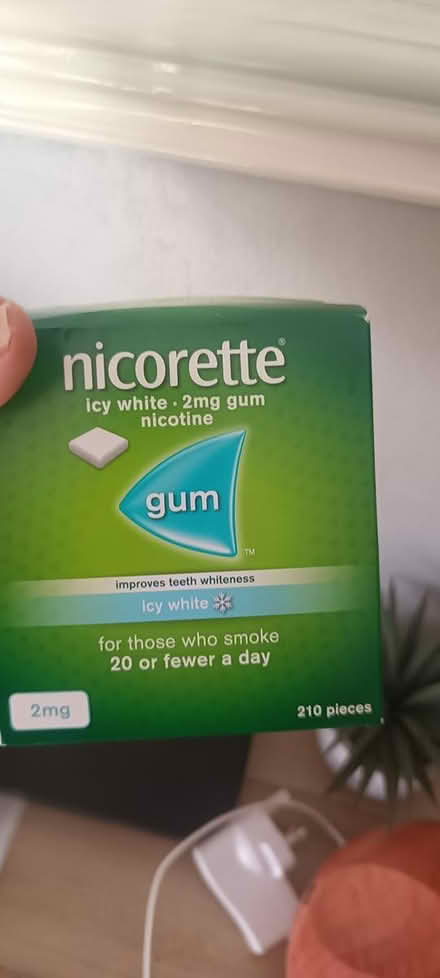 nicorette®
icy white · 2mg gum
nicotine
gum
TM
improves teeth whiteness
icy white
for those who smoke
20 or fewer a day
2mg
210 pieces